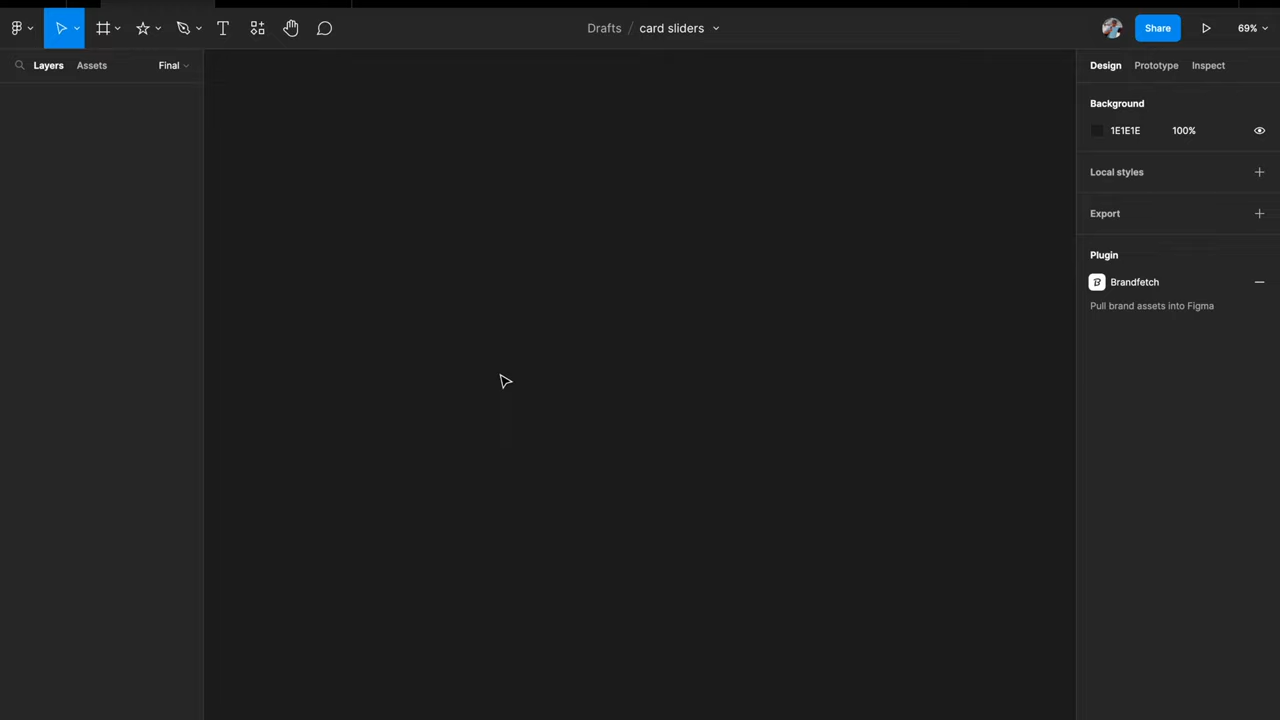 Drafts / card sliders
Share
69%
Layers Assets Final
Design Prototype Inspect
Background
1E1E1E 100%
Local styles
Export
Plugin
Brandfetch
Pull brand assets into Figma